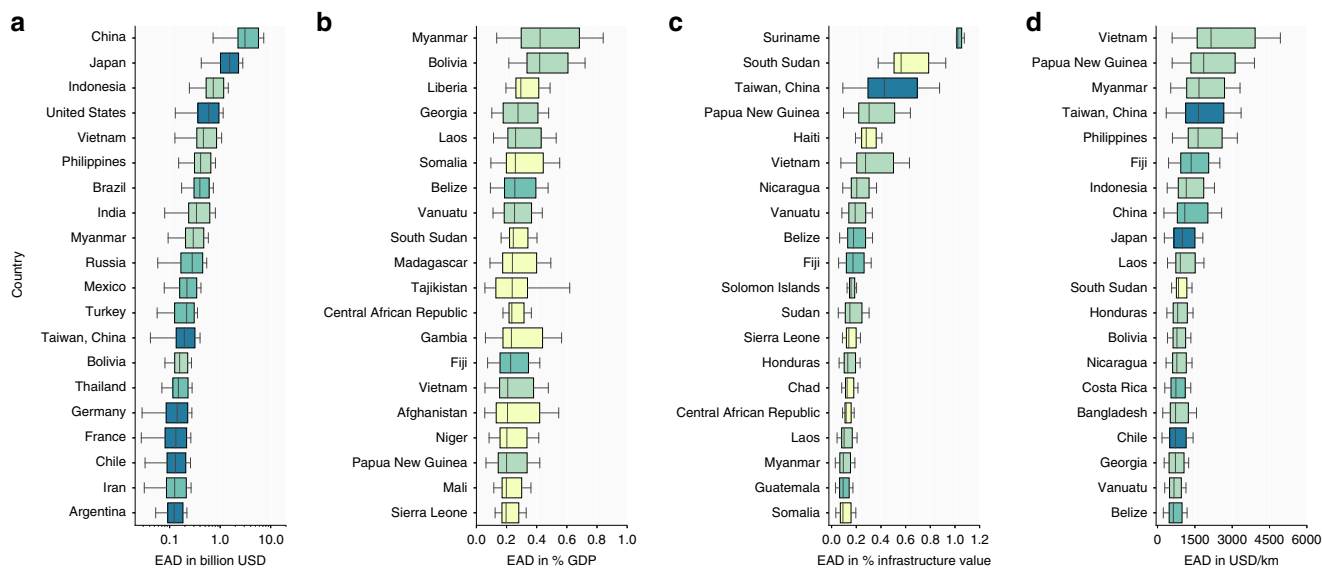 a
Country
China
Japan
Indonesia
United States
Vietnam
Philippines
Brazil
India
Myanmar
Russia
Mexico
Turkey
Taiwan, China
Bolivia
Thailand
Germany
France
Chile
Iran
Argentina
0.1 1.0 10.0
EAD in billion USD
b
Myanmar
Bolivia
Liberia
Georgia
Laos
Somalia
Belize
Vanuatu
South Sudan
Madagascar
Tajikistan
Central African Republic
Gambia
Fiji
Vietnam
Afghanistan
Niger
Papua New Guinea
Mali
Sierra Leone
0.0 0.2 0.4 0.6 0.8 1.0
EAD in % GDP
c
Suriname
South Sudan
Taiwan, China
Papua New Guinea
Haiti
Vietnam
Nicaragua
Vanuatu
Belize
Fiji
Solomon Islands
Sudan
Sierra Leone
Honduras
Chad
Central African Republic
Laos
Myanmar
Guatemala
Somalia
0.0 0.2 0.4 0.6 0.8 1.0 1.2
EAD in % infrastructure value
d
Vietnam
Papua New Guinea
Myanmar
Taiwan, China
Philippines
Fiji
Indonesia
China
Japan
Laos
South Sudan
Honduras
Bolivia
Nicaragua
Costa Rica
Bangladesh
Chile
Georgia
Vanuatu
Belize
0 1500 3000 4500 6000
EAD in USD/km